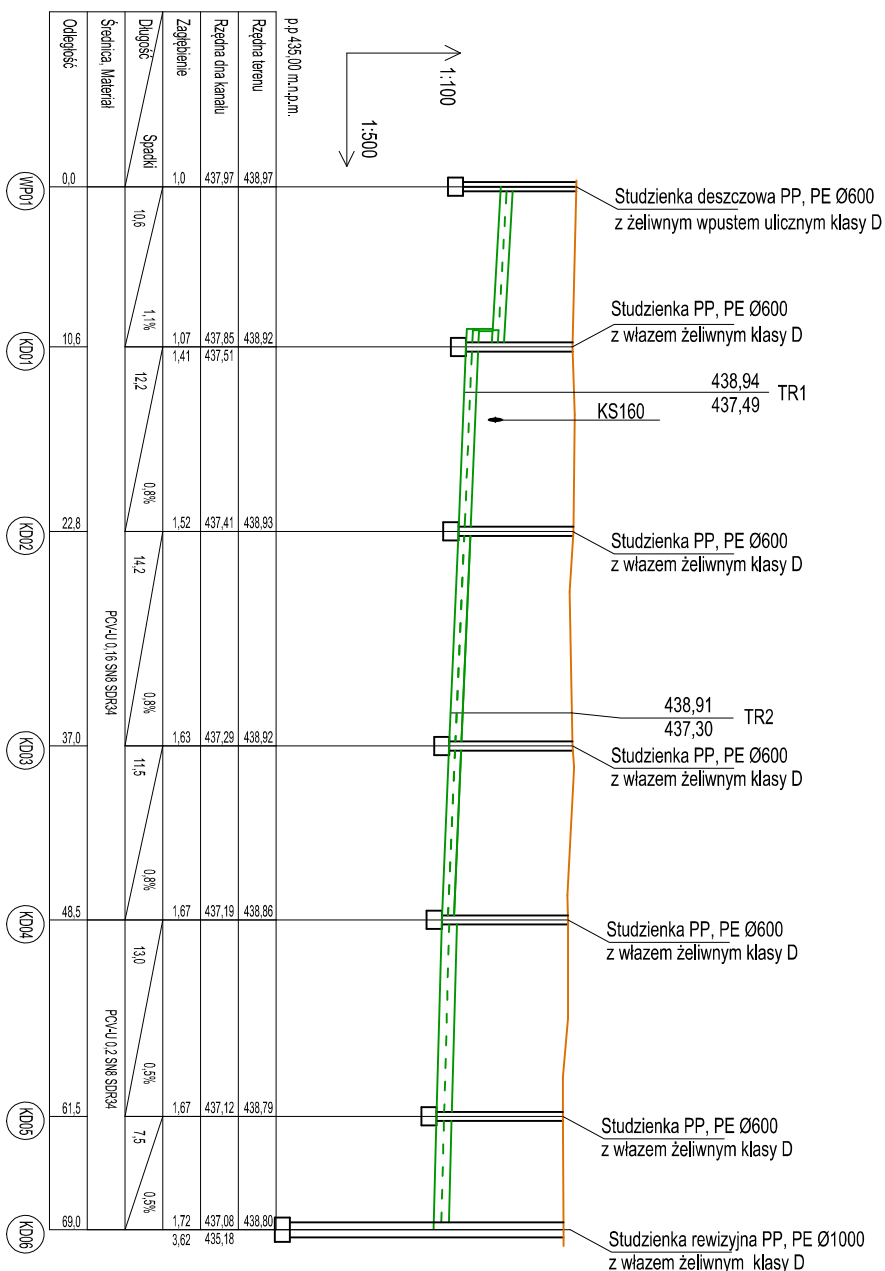 p.p 435,00 m.n.p.m.
1:100
1:500
Rzędna terenu
Rzędna dna kanału
Zagłębienie
Długość
Spadki
Średnica, Materiał
Odległość
438,97
438,92
438,93
438,92
438,86
438,79
438,80
437,97
437,85
437,51
437,41
437,29
437,19
437,12
437,08
435,18
1,0
1,07
1,41
1,52
1,63
1,67
1,67
1,72
3,62
10,6
1,1%
12,2
0,8%
14,2
0,8%
11,5
0,8%
13,0
0,5%
7,5
0,5%
PCV-U 0,16 SN8 SDR34
PCV-U 0,2 SN8 SDR34
0,0
10,6
22,8
37,0
48,5
61,5
69,0
WP01
KD01
KD02
KD03
KD04
KD05
KD06
Studzienka deszczowa PP, PE Ø600
z żeliwnym wpustem ulicznym klasy D
Studzienka PP, PE Ø600
z włazem żeliwnym klasy D
438,94
437,49
TR1
KS160
Studzienka PP, PE Ø600
z włazem żeliwnym klasy D
438,91
437,30
TR2
Studzienka PP, PE Ø600
z włazem żeliwnym klasy D
Studzienka PP, PE Ø600
z włazem żeliwnym klasy D
Studzienka PP, PE Ø600
z włazem żeliwnym klasy D
Studzienka rewizyjna PP, PE Ø1000
z włazem żeliwnym klasy D